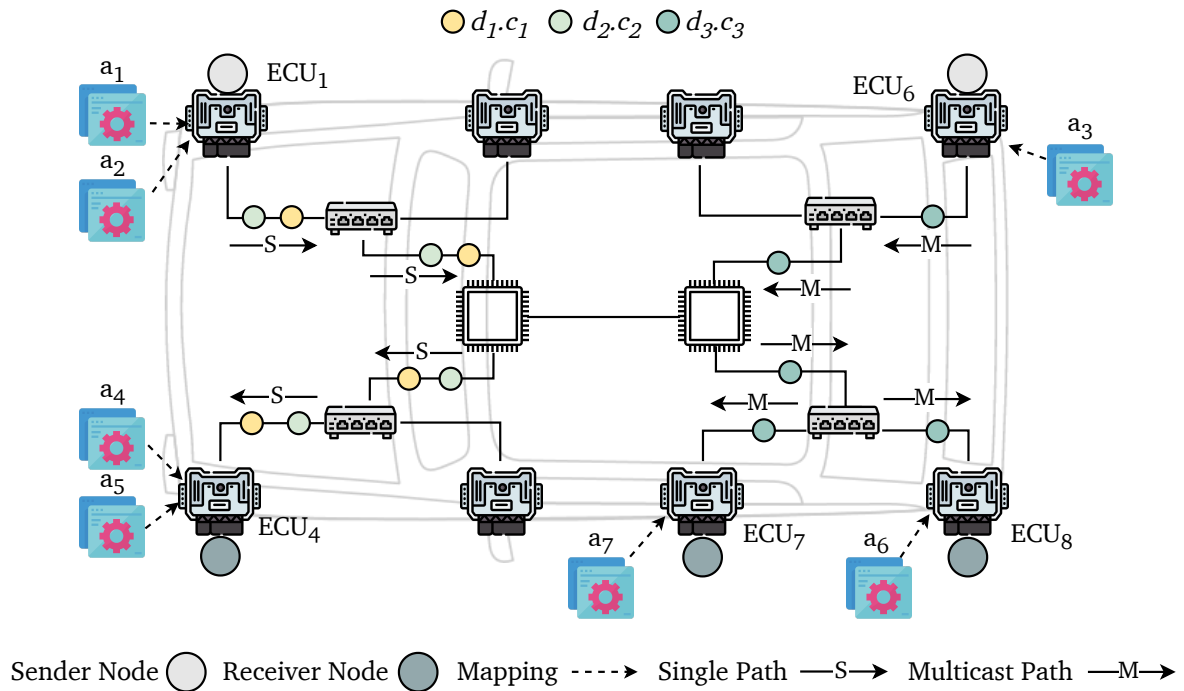 d₁.c₁ d₂.c₂ d₃.c₃
a₁ ECU₁ ECU₆
a₂ a₃
S M
S M
S M
S M M
a₄
a₅ ECU₄ ECU₇ ECU₈
a₇ a₆
Sender Node Receiver Node Mapping Single Path S Multicast Path M